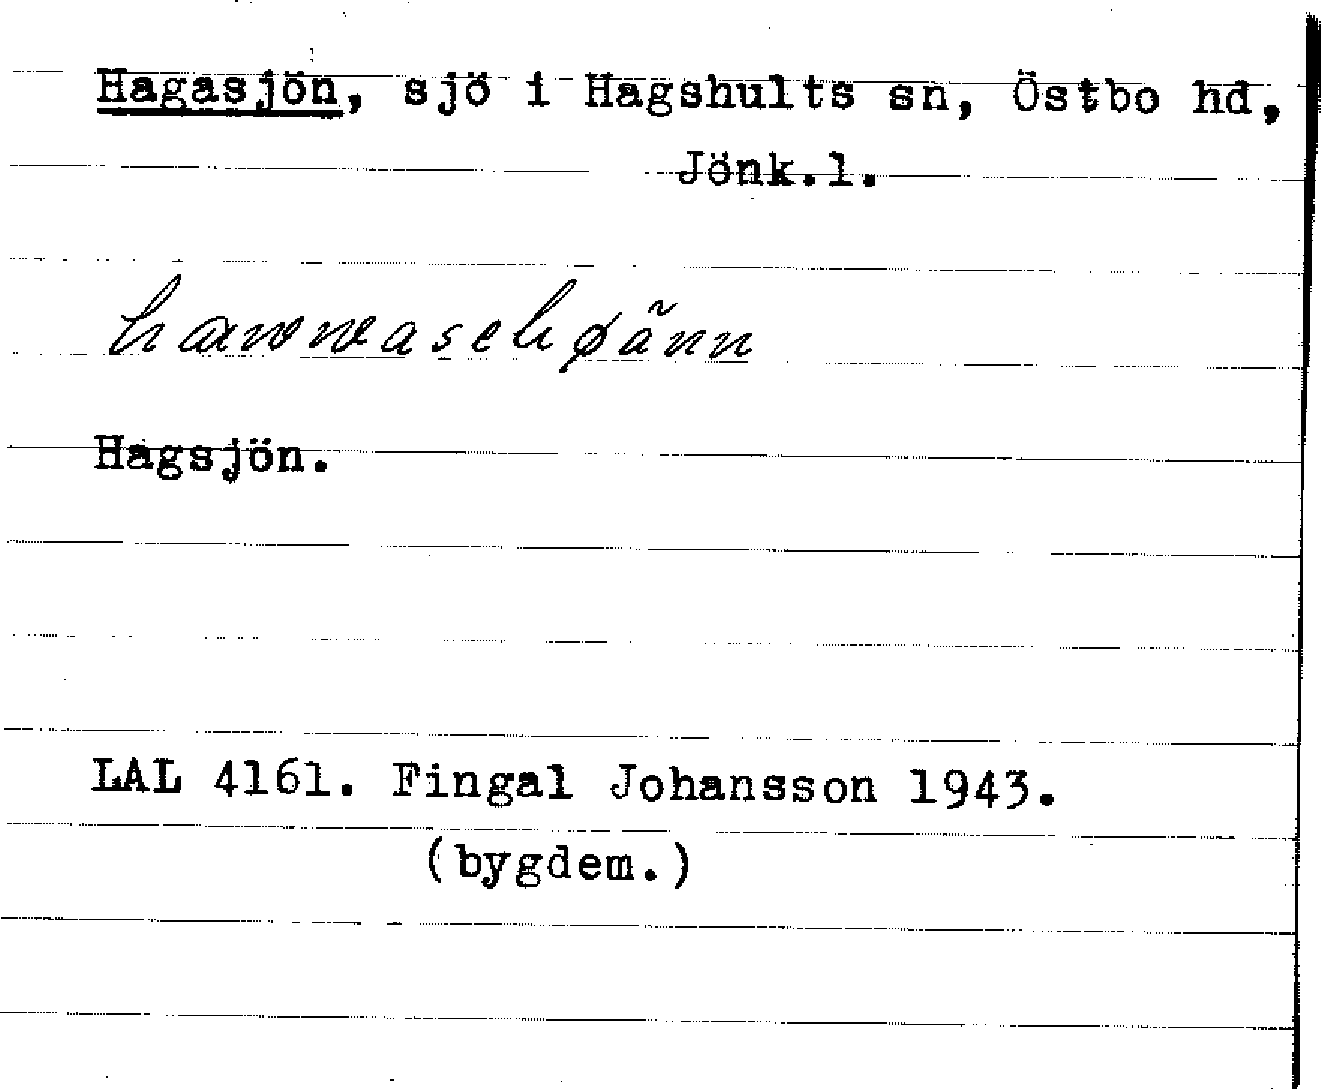 Hagasjön, sjö i Hagshults sn, Östbo hd,
Jönk.l.
Hagsjön.
LAL 4161. Fingal Johansson 1943.
(bygdem.)